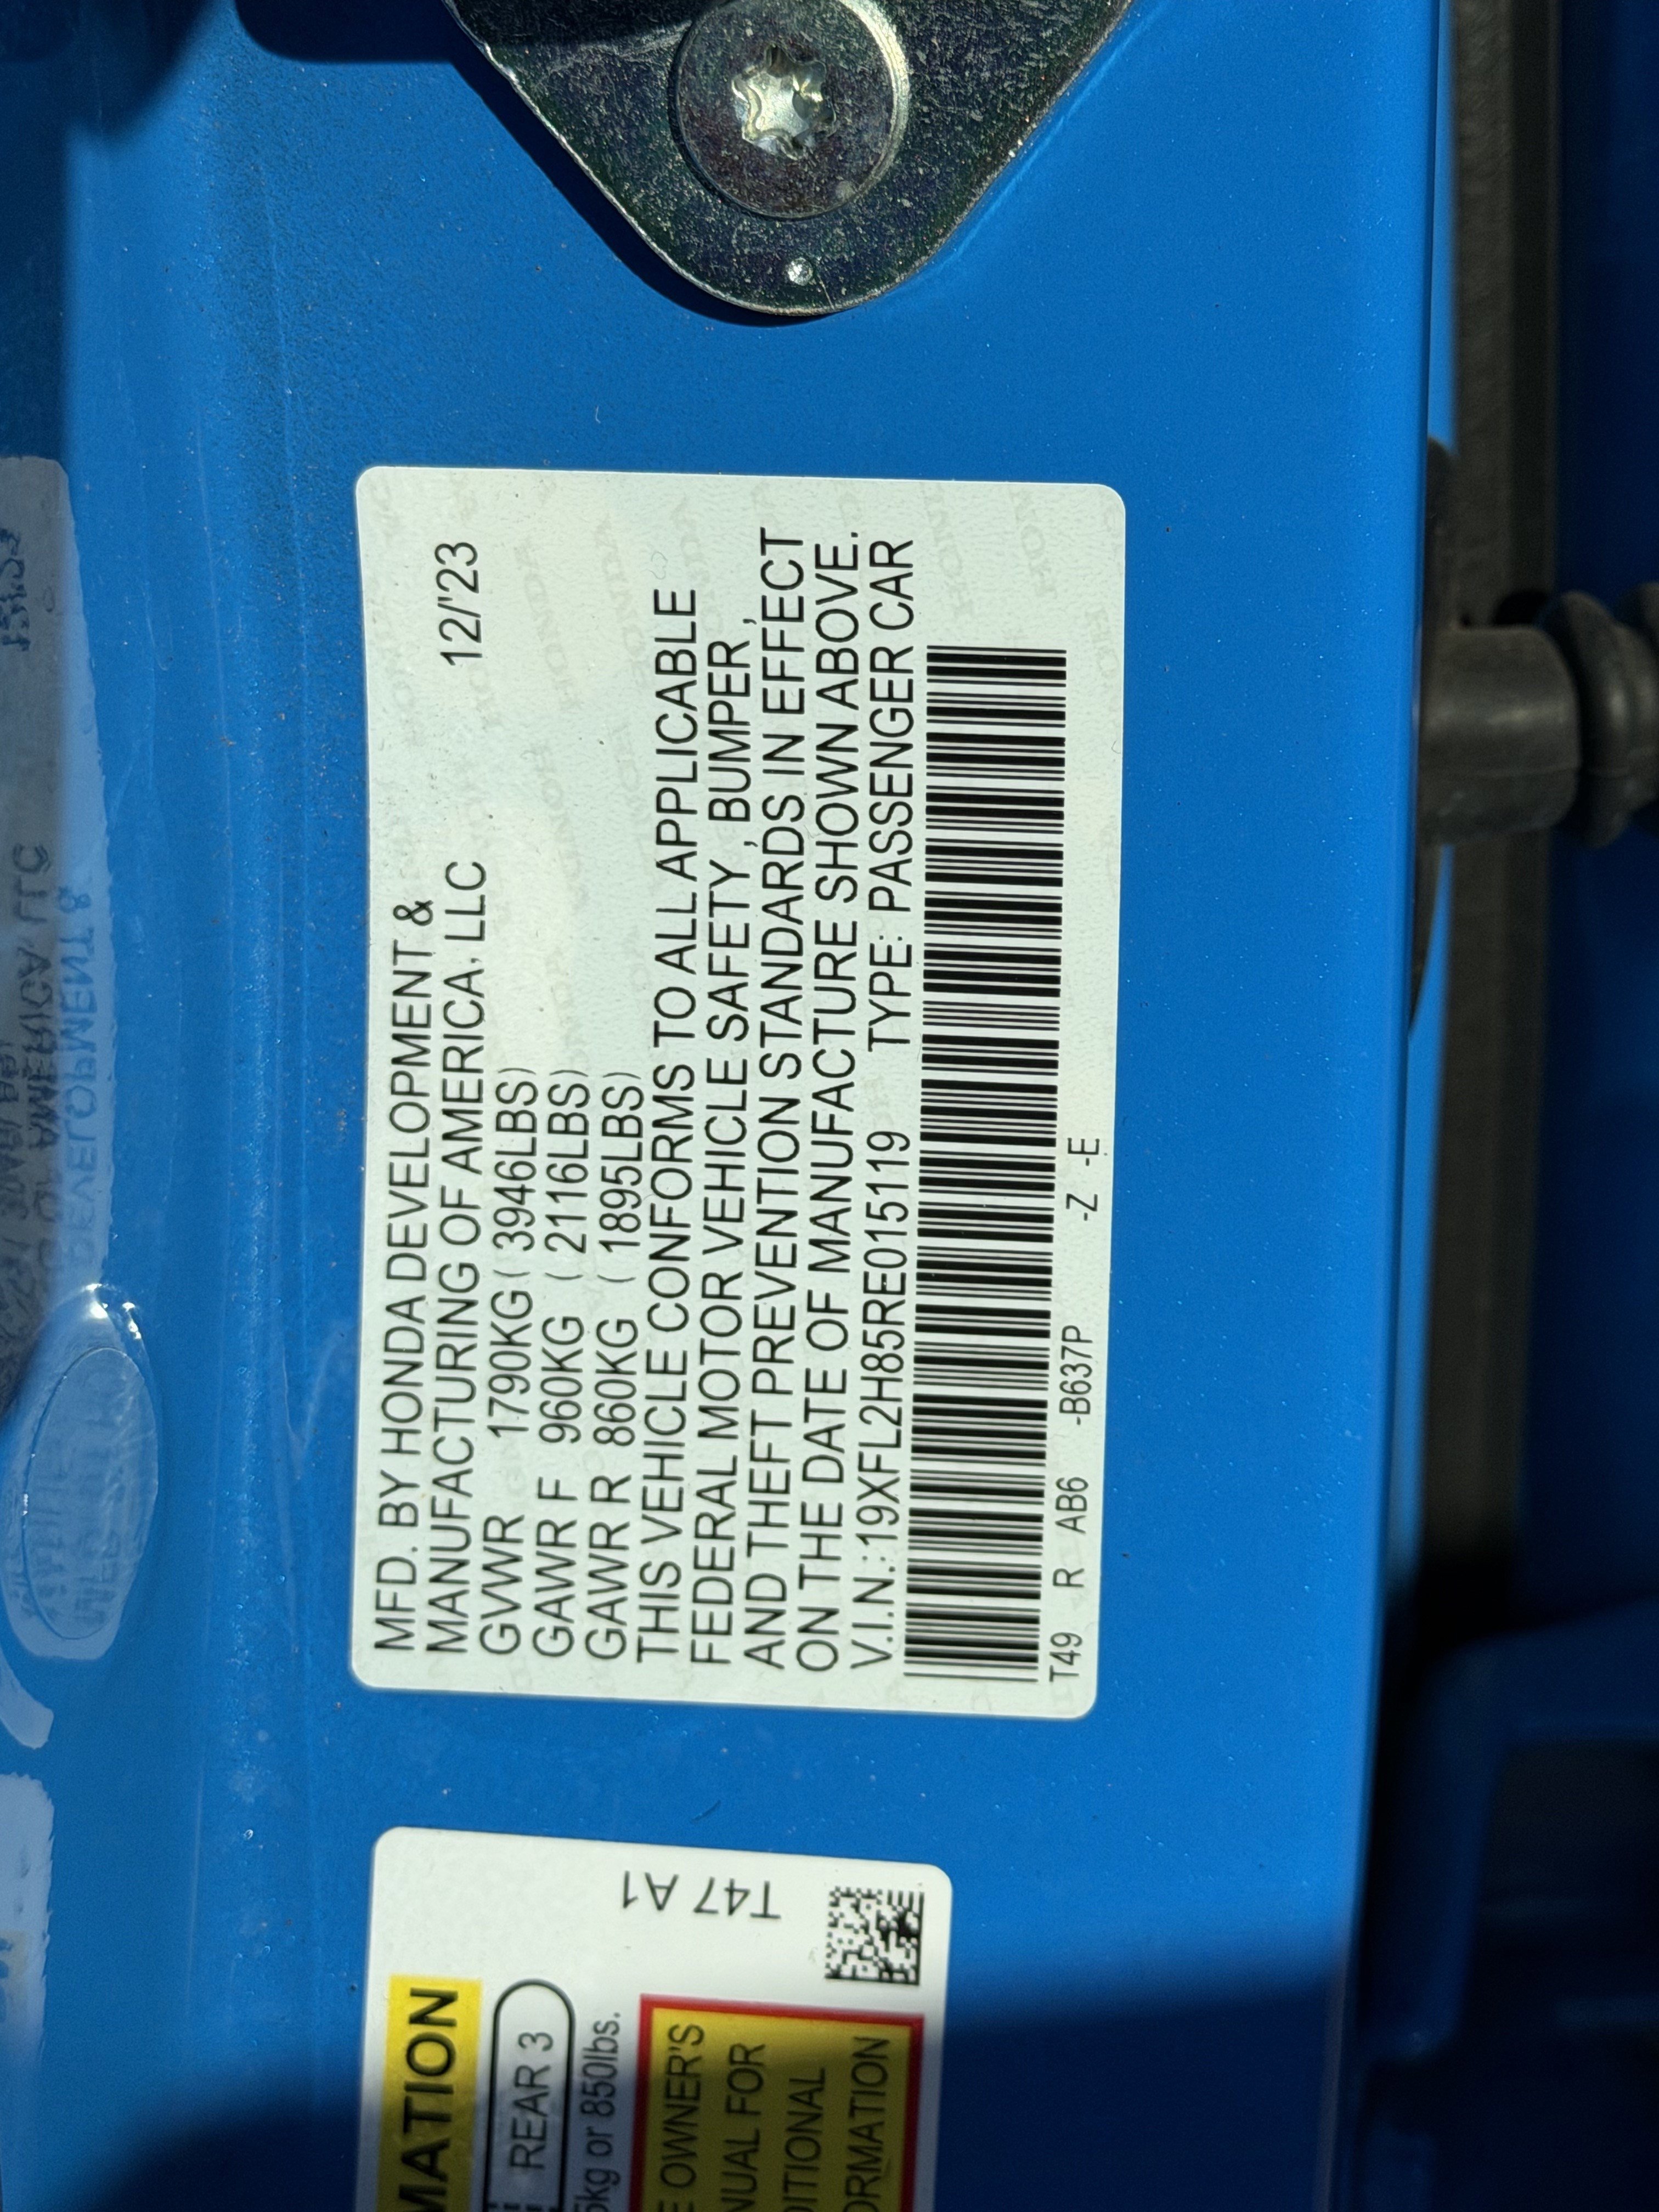 MFD. BY HONDA DEVELOPMENT &
MANUFACTURING OF AMERICA, LLC 12/'23
GVWR 1790KG ( 3946LBS)
GAWR F 960KG ( 2116LBS)
GAWR R 860KG ( 1895LBS)
THIS VEHICLE CONFORMS TO ALL APPLICABLE
FEDERAL MOTOR VEHICLE SAFETY, BUMPER,
AND THEFT PREVENTION STANDARDS IN EFFECT
ON THE DATE OF MANUFACTURE SHOWN ABOVE.
V.I.N.: 19XFL2H85RE015119 TYPE: PASSENGER CAR
T49 R AB6 -B637P -Z -E
T47 A1
MATION
REAR 3
5kg or 850lbs.
E OWNER'S
NUAL FOR
DITIONAL
ORMATION